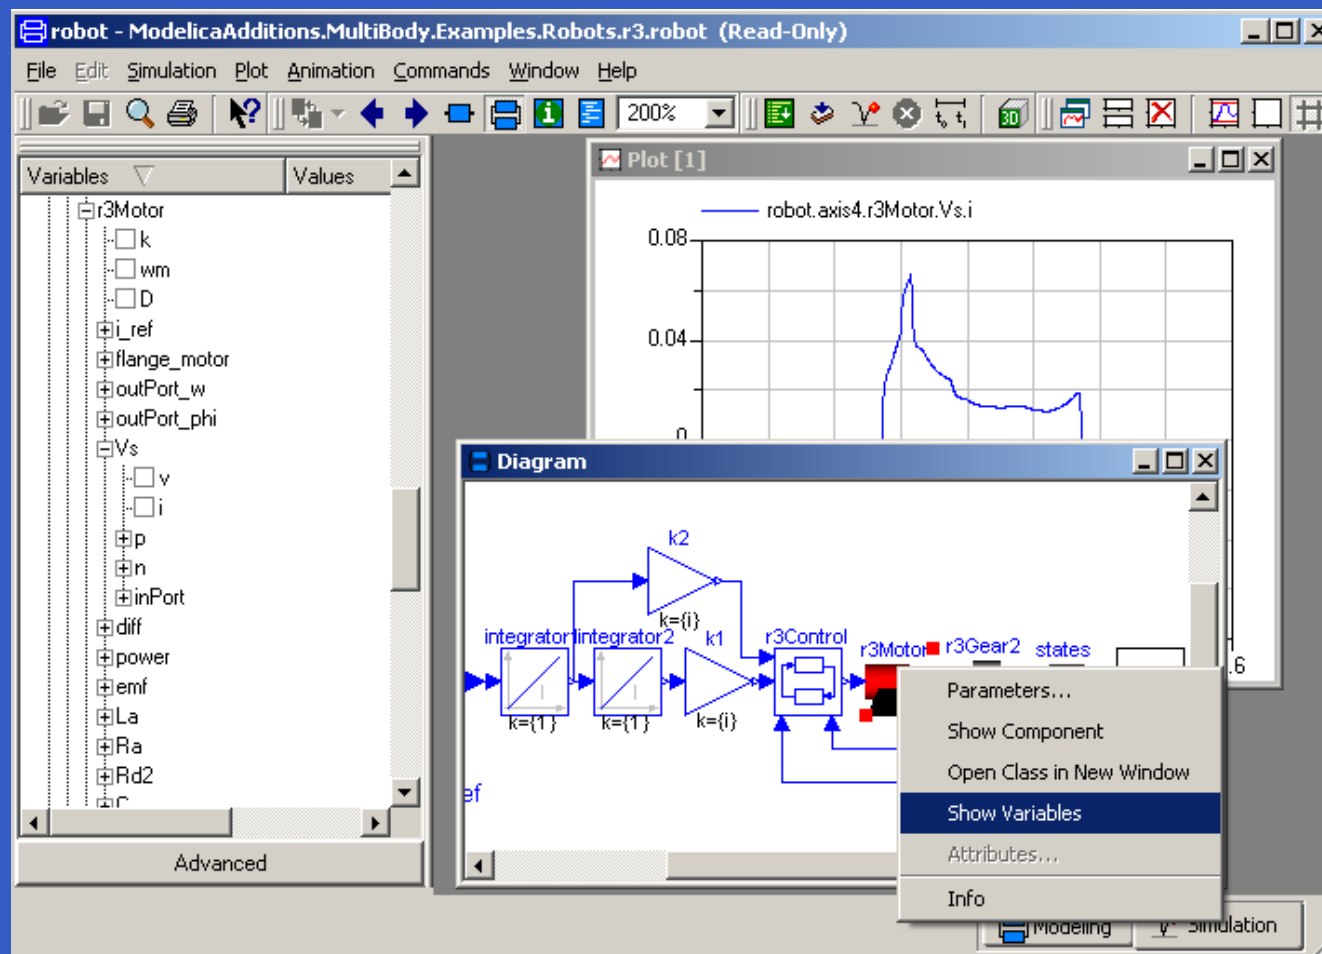 robot - ModelicaAdditions.MultiBody.Examples.Robots.r3.robot (Read-Only)
File Edit Simulation Plot Animation Commands Window Help
200%
3D
Variables Values
r3Motor
k
wm
D
i_ref
flange_motor
outPort_w
outPort_phi
Vs
v
i
p
n
inPort
diff
power
emf
La
Ra
Rd2
C
Advanced
Plot [1]
robot.axis4.r3Motor.Vs.i
0.08
0.04
0
.6
Diagram
k2
k={i}
integrator1 integrator2 k1 r3Control r3Motor r3Gear2 states
k={1} k={1} k={i}
ef
Parameters...
Show Component
Open Class in New Window
Show Variables
Attributes...
Info
Modeling Simulation